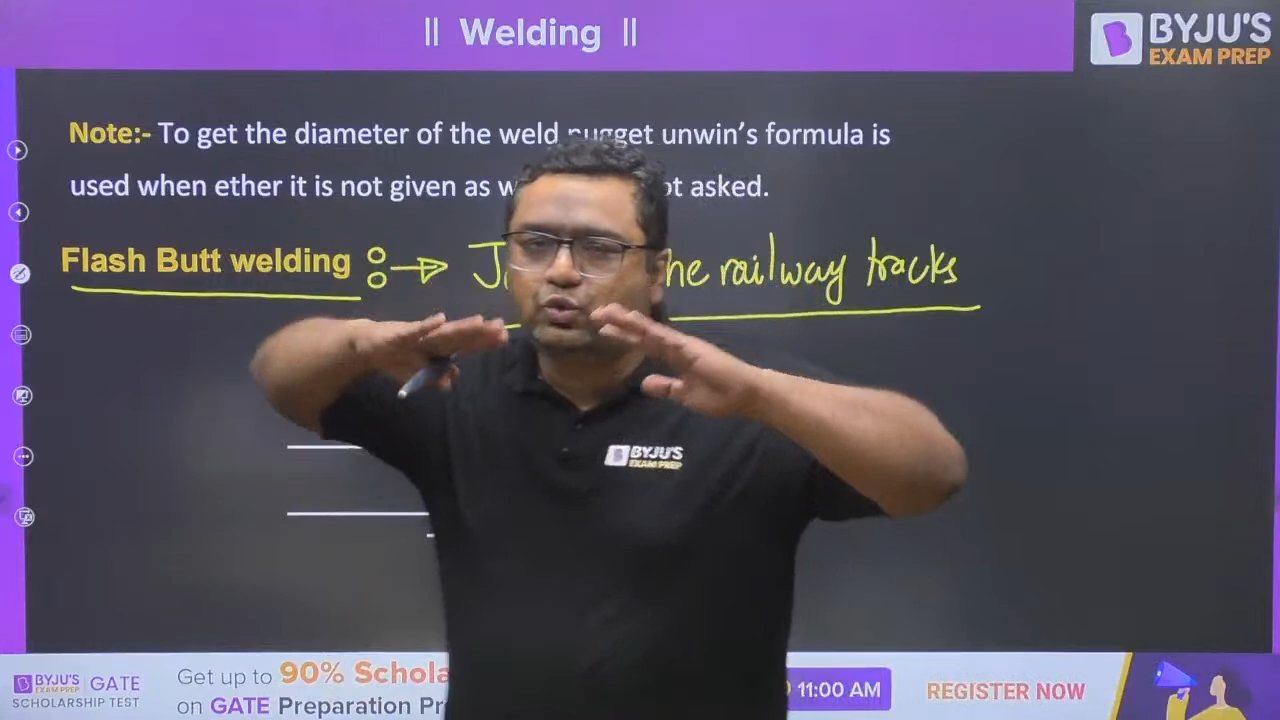 || Welding ||
BYJU'S
EXAM PREP
Note:- To get the diameter of the weld nugget unwin's formula is
used when ether it is not given as ot asked.
Flash Butt welding : → he railway tracks
BYJU'S
EXAM PREP
BYJU'S
EXAM PREP
GATE
SCHOLARSHIP TEST
Get up to 90% Schola
on GATE Preparation Pr
11:00 AM
REGISTER NOW